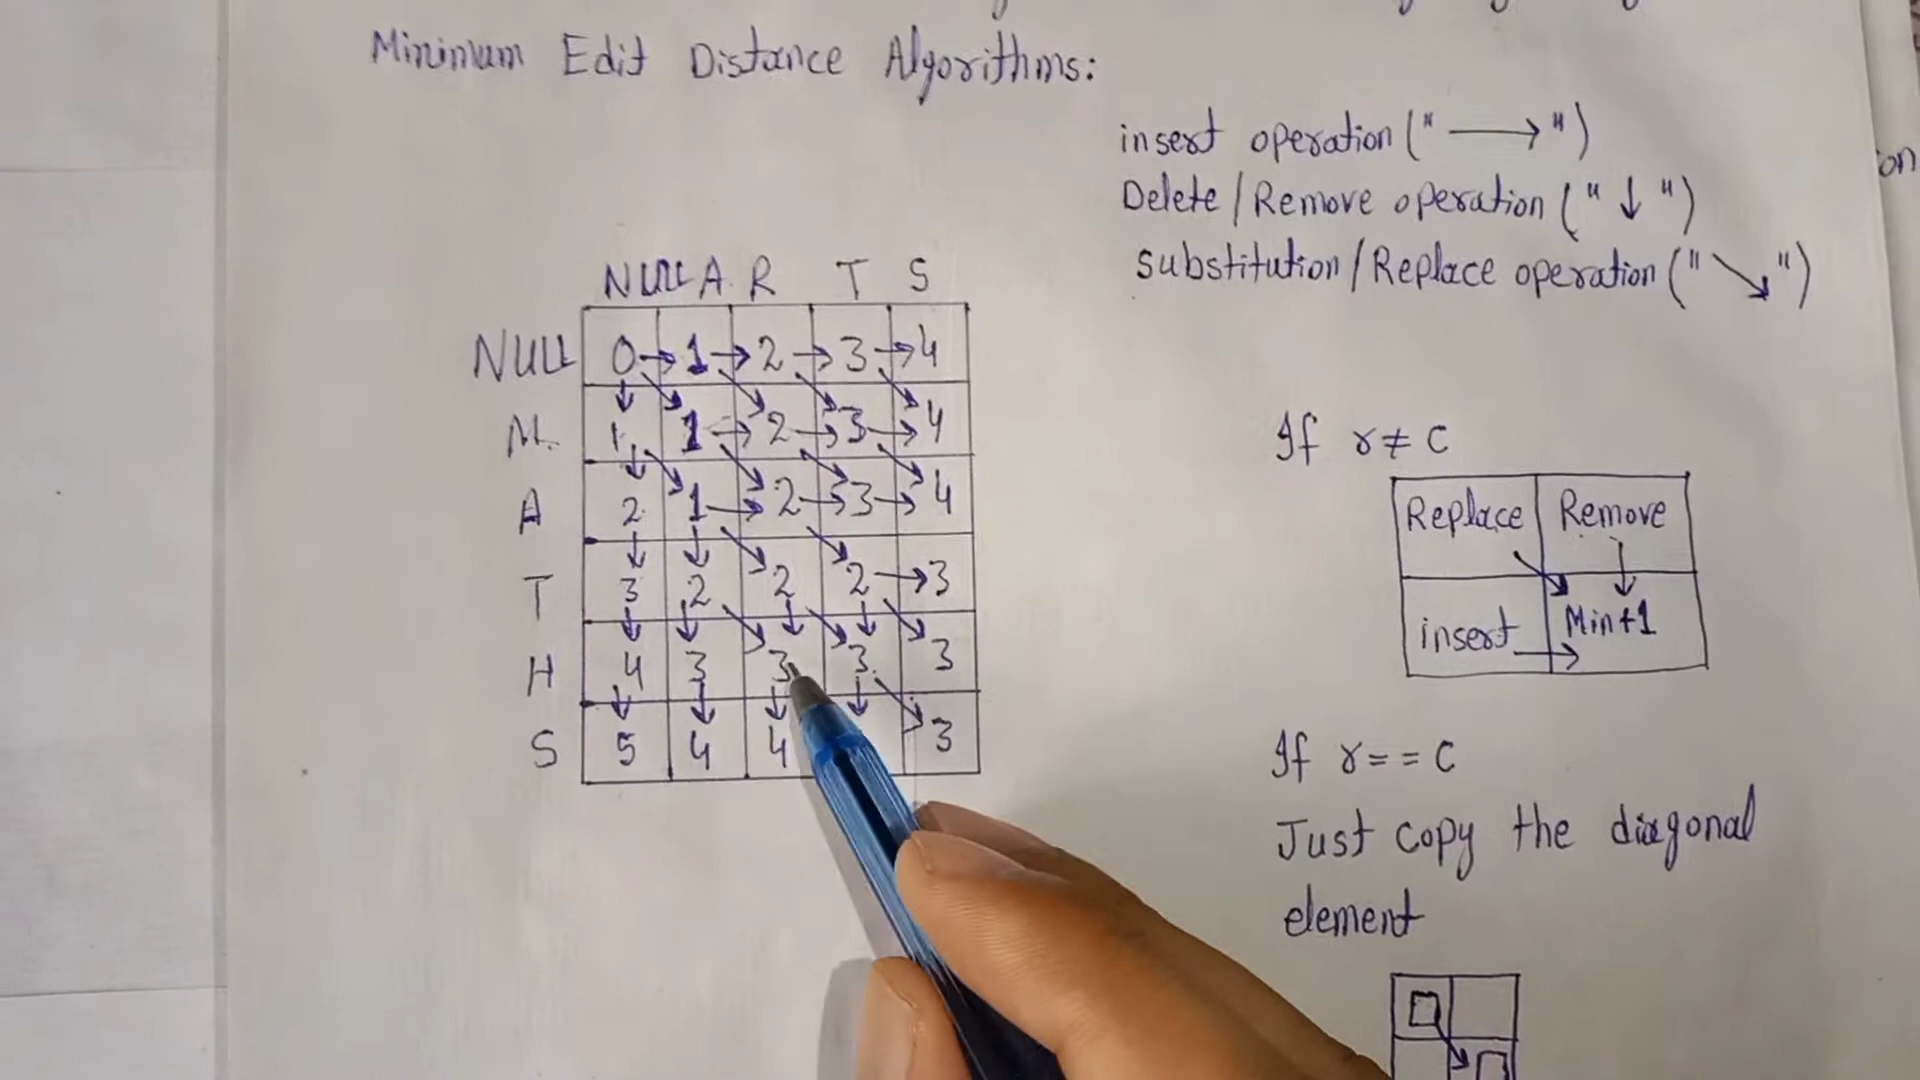 Minimum Edit Distance Algorithms:
insert operation (" → ")
Delete/Remove operation (" ↓ ")
substitution/Replace operation (" ↘ ")
NULL A R T S
NULL 0 → 1 → 2 → 3 → 4
M 1 1 → 2 → 3 → 4
A 2 1 → 2 → 3 → 4
T 3 2 2 2 → 3
H 4 3 3 3 3
S 5 4 4 3
If r ≠ c
Replace Remove
insert → Min+1
If r == c
Just copy the diagonal
element
on